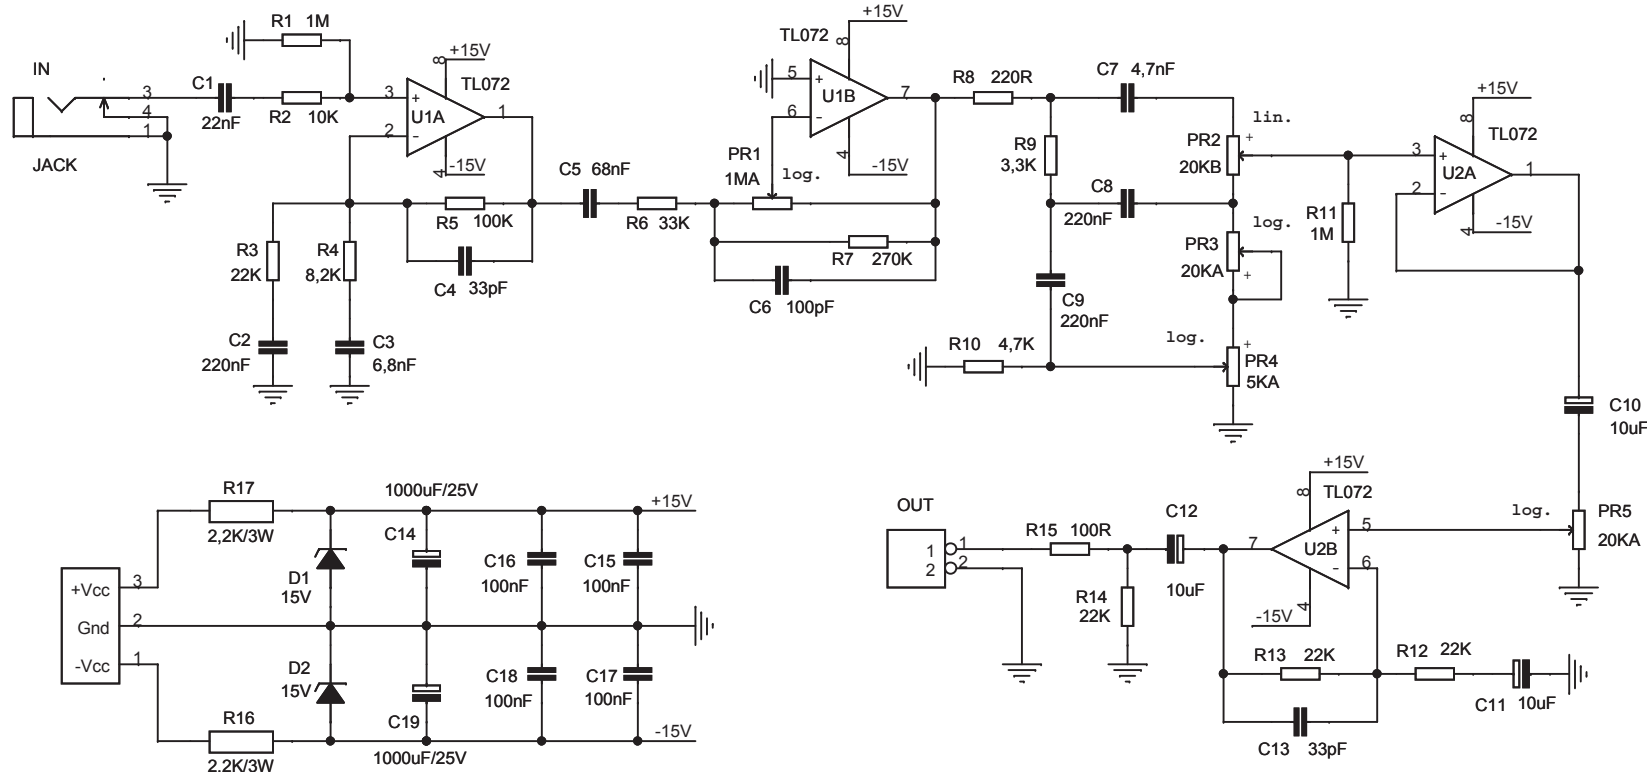 R1 1M
+15V
8
IN
C1
TL072
3
4
1
22nF
R2 10K
3
+
U1A
1
2
-
JACK
-15V
4
R3
22K
R4
8,2K
R5 100K
C4 33pF
C2
220nF
C3
6,8nF
C5 68nF
R6 33K
+15V
TL072
8
5
+
U1B
7
6
-
4
-15V
PR1
1MA
log.
R7 270K
C6 100pF
R8 220R
C7 4,7nF
R9
3,3K
C8
220nF
lin.
+
PR2
20KB
log.
PR3
20KA
+
C9
220nF
R10 4,7K
log.
+
PR4
5KA
R11
1M
+15V
8
TL072
3
+
U2A
1
2
-
4
-15V
C10
10uF
log.
PR5
20KA
+15V
8
TL072
5
+
U2B
7
6
-
-15V
4
OUT
1
1
2
2
R15 100R
C12
10uF
R14
22K
R13 22K
R12 22K
C11 10uF
C13 33pF
R17
2,2K/3W
1000uF/25V
+15V
C14
C16
100nF
C15
100nF
D1
15V
+Vcc
3
Gnd
2
-Vcc
1
D2
15V
C18
100nF
C17
100nF
C19
R16
2,2K/3W
1000uF/25V
-15V